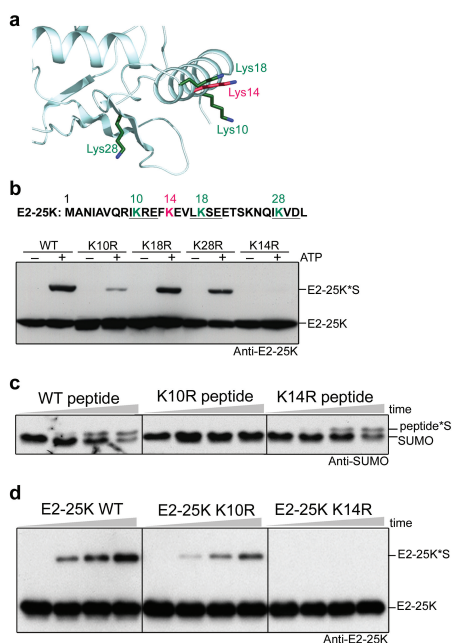 a
Lys18
Lys14
Lys10
Lys28
b
1 10 14 18 28
E2-25K: MANIAVQRIKREFKEVLKSEETSKNQIKVDL
WT K10R K18R K28R K14R
– + – + – + – + – + ATP
E2-25K*S
E2-25K
Anti-E2-25K
c
WT peptide K10R peptide K14R peptide
time
peptide*S
SUMO
Anti-SUMO
d
E2-25K WT E2-25K K10R E2-25K K14R
time
E2-25K*S
E2-25K
Anti-E2-25K